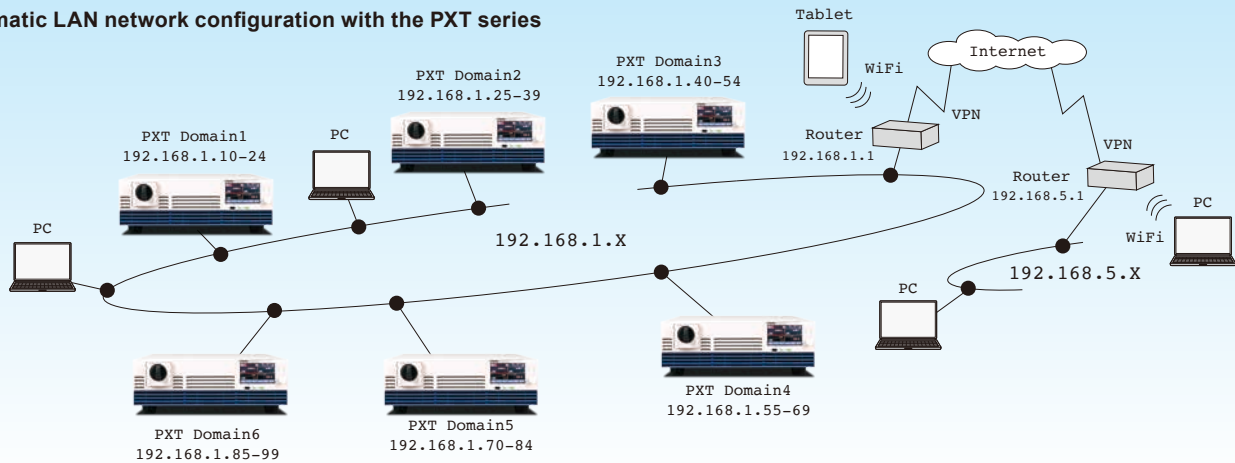 matic LAN network configuration with the PXT series
Tablet
Internet
WiFi
VPN
Router
192.168.1.1
VPN
Router
192.168.5.1
PC
WiFi
192.168.5.X
PC
PXT Domain3
192.168.1.40-54
PXT Domain2
192.168.1.25-39
PC
PXT Domain1
192.168.1.10-24
PC
192.168.1.X
PXT Domain4
192.168.1.55-69
PXT Domain5
192.168.1.70-84
PXT Domain6
192.168.1.85-99